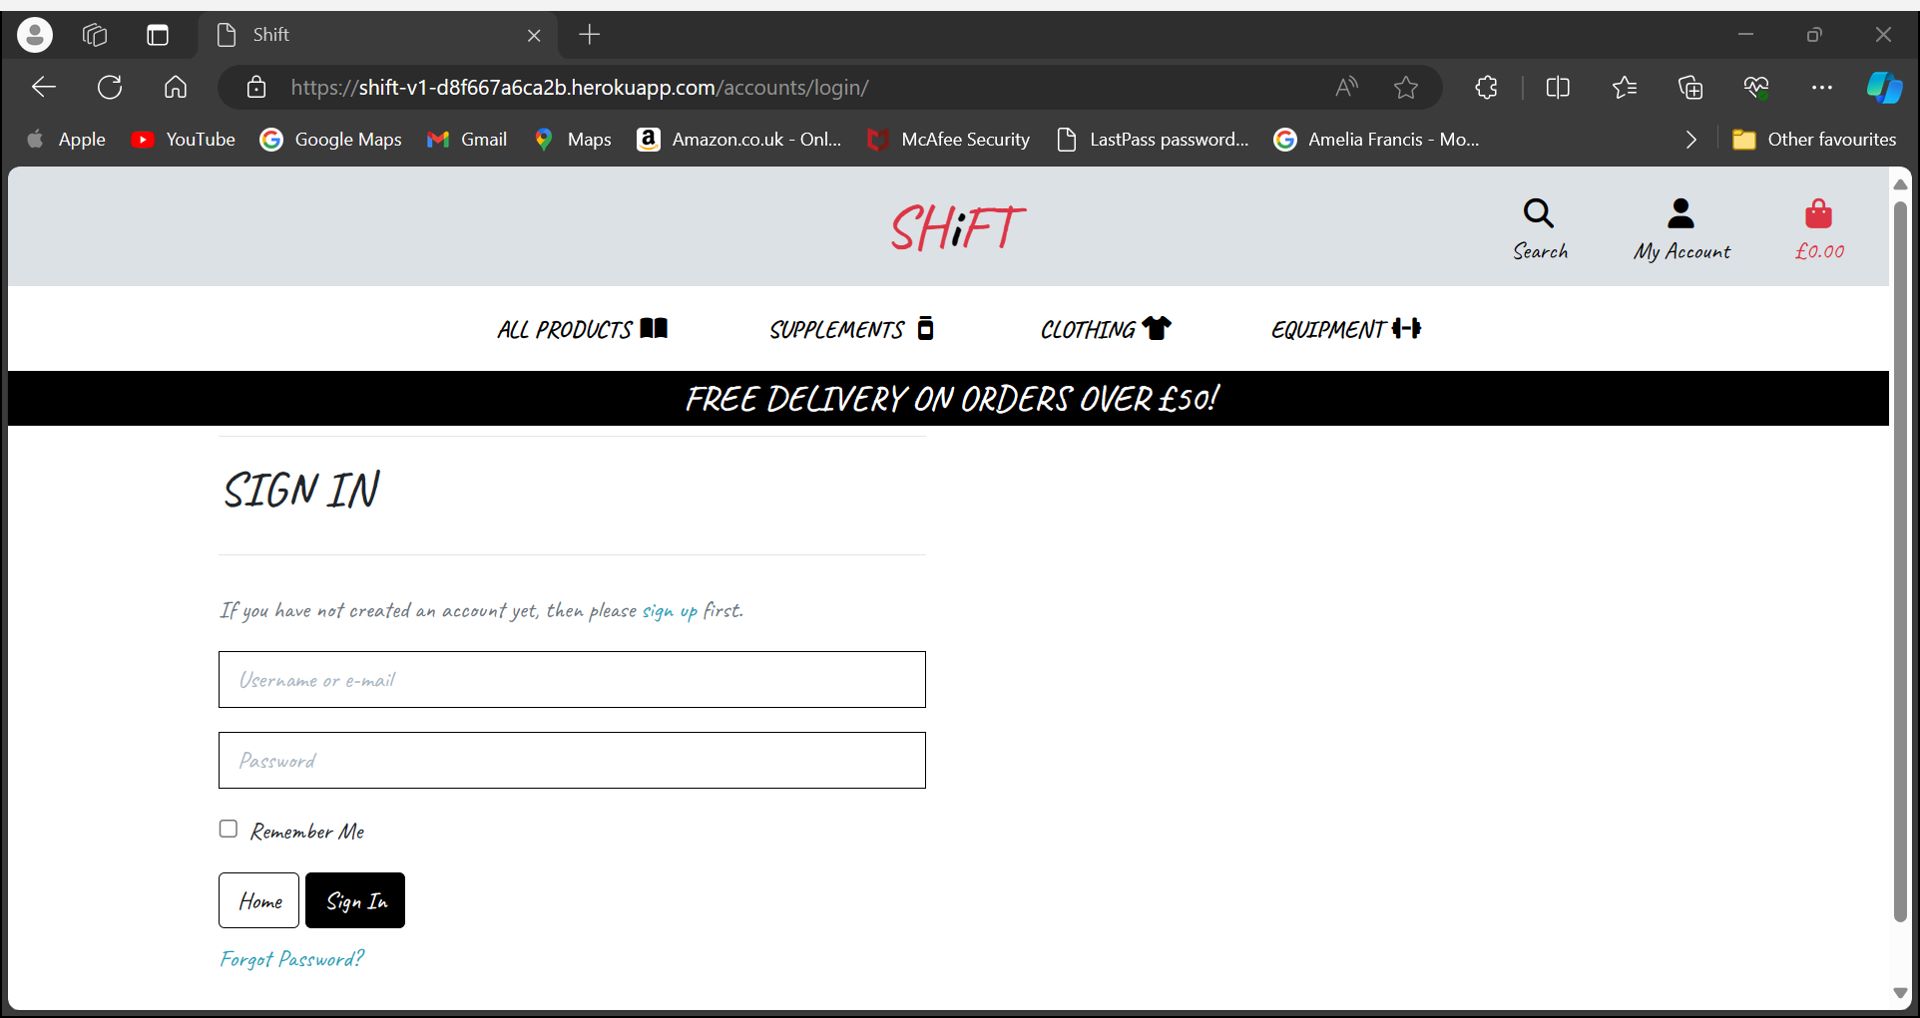 Shift
https://shift-v1-d8f667a6ca2b.herokuapp.com/accounts/login/
Apple YouTube Google Maps Gmail Maps Amazon.co.uk - Onl... McAfee Security LastPass password... Amelia Francis - Mo... Other favourites
SHiFT
Search My Account £0.00
ALL PRODUCTS SUPPLEMENTS CLOTHING EQUIPMENT
FREE DELIVERY ON ORDERS OVER £50!
SIGN IN
If you have not created an account yet, then please sign up first.
Username or e-mail
Password
Remember Me
Home Sign In
Forgot Password?